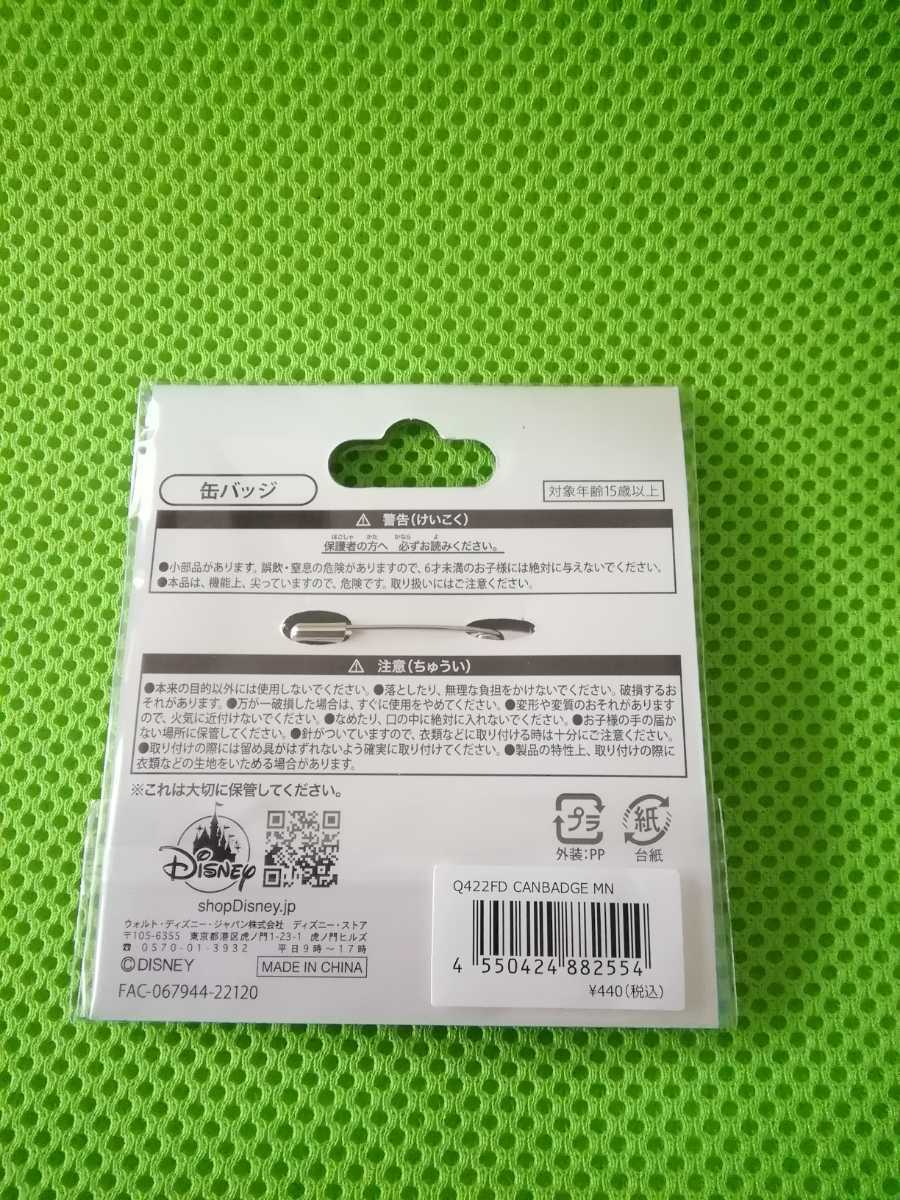 缶バッジ
対象年齢15歳以上
⚠ 警告(けいこく)
ほごしゃ かた かなら よ
保護者の方へ 必ずお読みください。
●小部品があります。誤飲・窒息の危険がありますので、6才未満のお子様には絶対に与えないでください。
●本品は、機能上、尖っていますので、危険です。取り扱いにはご注意ください。
⚠ 注意(ちゅうい)
●本来の目的以外には使用しないでください。●落としたり、無理な負担をかけないでください。破損するお
それがあります。●万が一破損した場合は、すぐに使用をやめてください。●変形や変質のおそれがあります
ので、火気に近付けないでください。●なめたり、口の中に絶対に入れないでください。●お子様の手の届か
ない場所に保管してください。●針がついていますので、衣類などに取り付ける時は十分にご注意ください。
●取り付けの際には留め具がはずれないよう確実に取り付けてください。●製品の特性上、取り付けの際に
衣類などの生地をいためる場合があります。
※これは大切に保管してください。
Disney
shopDisney.jp
プラ
外装:PP
紙
台紙
ウォルト・ディズニー・ジャパン株式会社 ディズニー・ストア
〒105-6355 東京都港区虎ノ門1-23-1 虎ノ門ヒルズ
☎ 0570-01-3932 平日9時~17時
©DISNEY
MADE IN CHINA
FAC-067944-22120
Q422FD CANBADGE MN
4 550424 882554
¥440(税込)